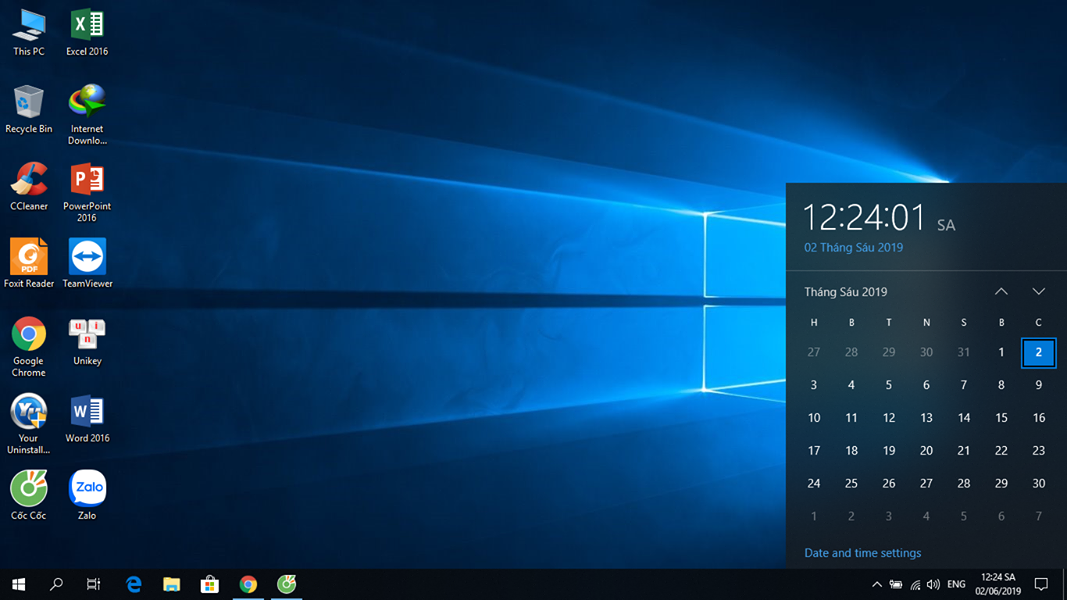 This PC
Excel 2016
Recycle Bin
Internet
Downlo...
CCleaner
PowerPoint
2016
PDF
Foxit Reader
TeamViewer
Google
Chrome
u i
n
Unikey
Yu
Your
Uninstall...
W
Word 2016
Cốc Cốc
Zalo
Zalo
12:24:01 SA
02 Tháng Sáu 2019
Tháng Sáu 2019
H B T N S B C
27 28 29 30 31 1 2
3 4 5 6 7 8 9
10 11 12 13 14 15 16
17 18 19 20 21 22 23
24 25 26 27 28 29 30
1 2 3 4 5 6 7
Date and time settings
ENG
12:24 SA
02/06/2019